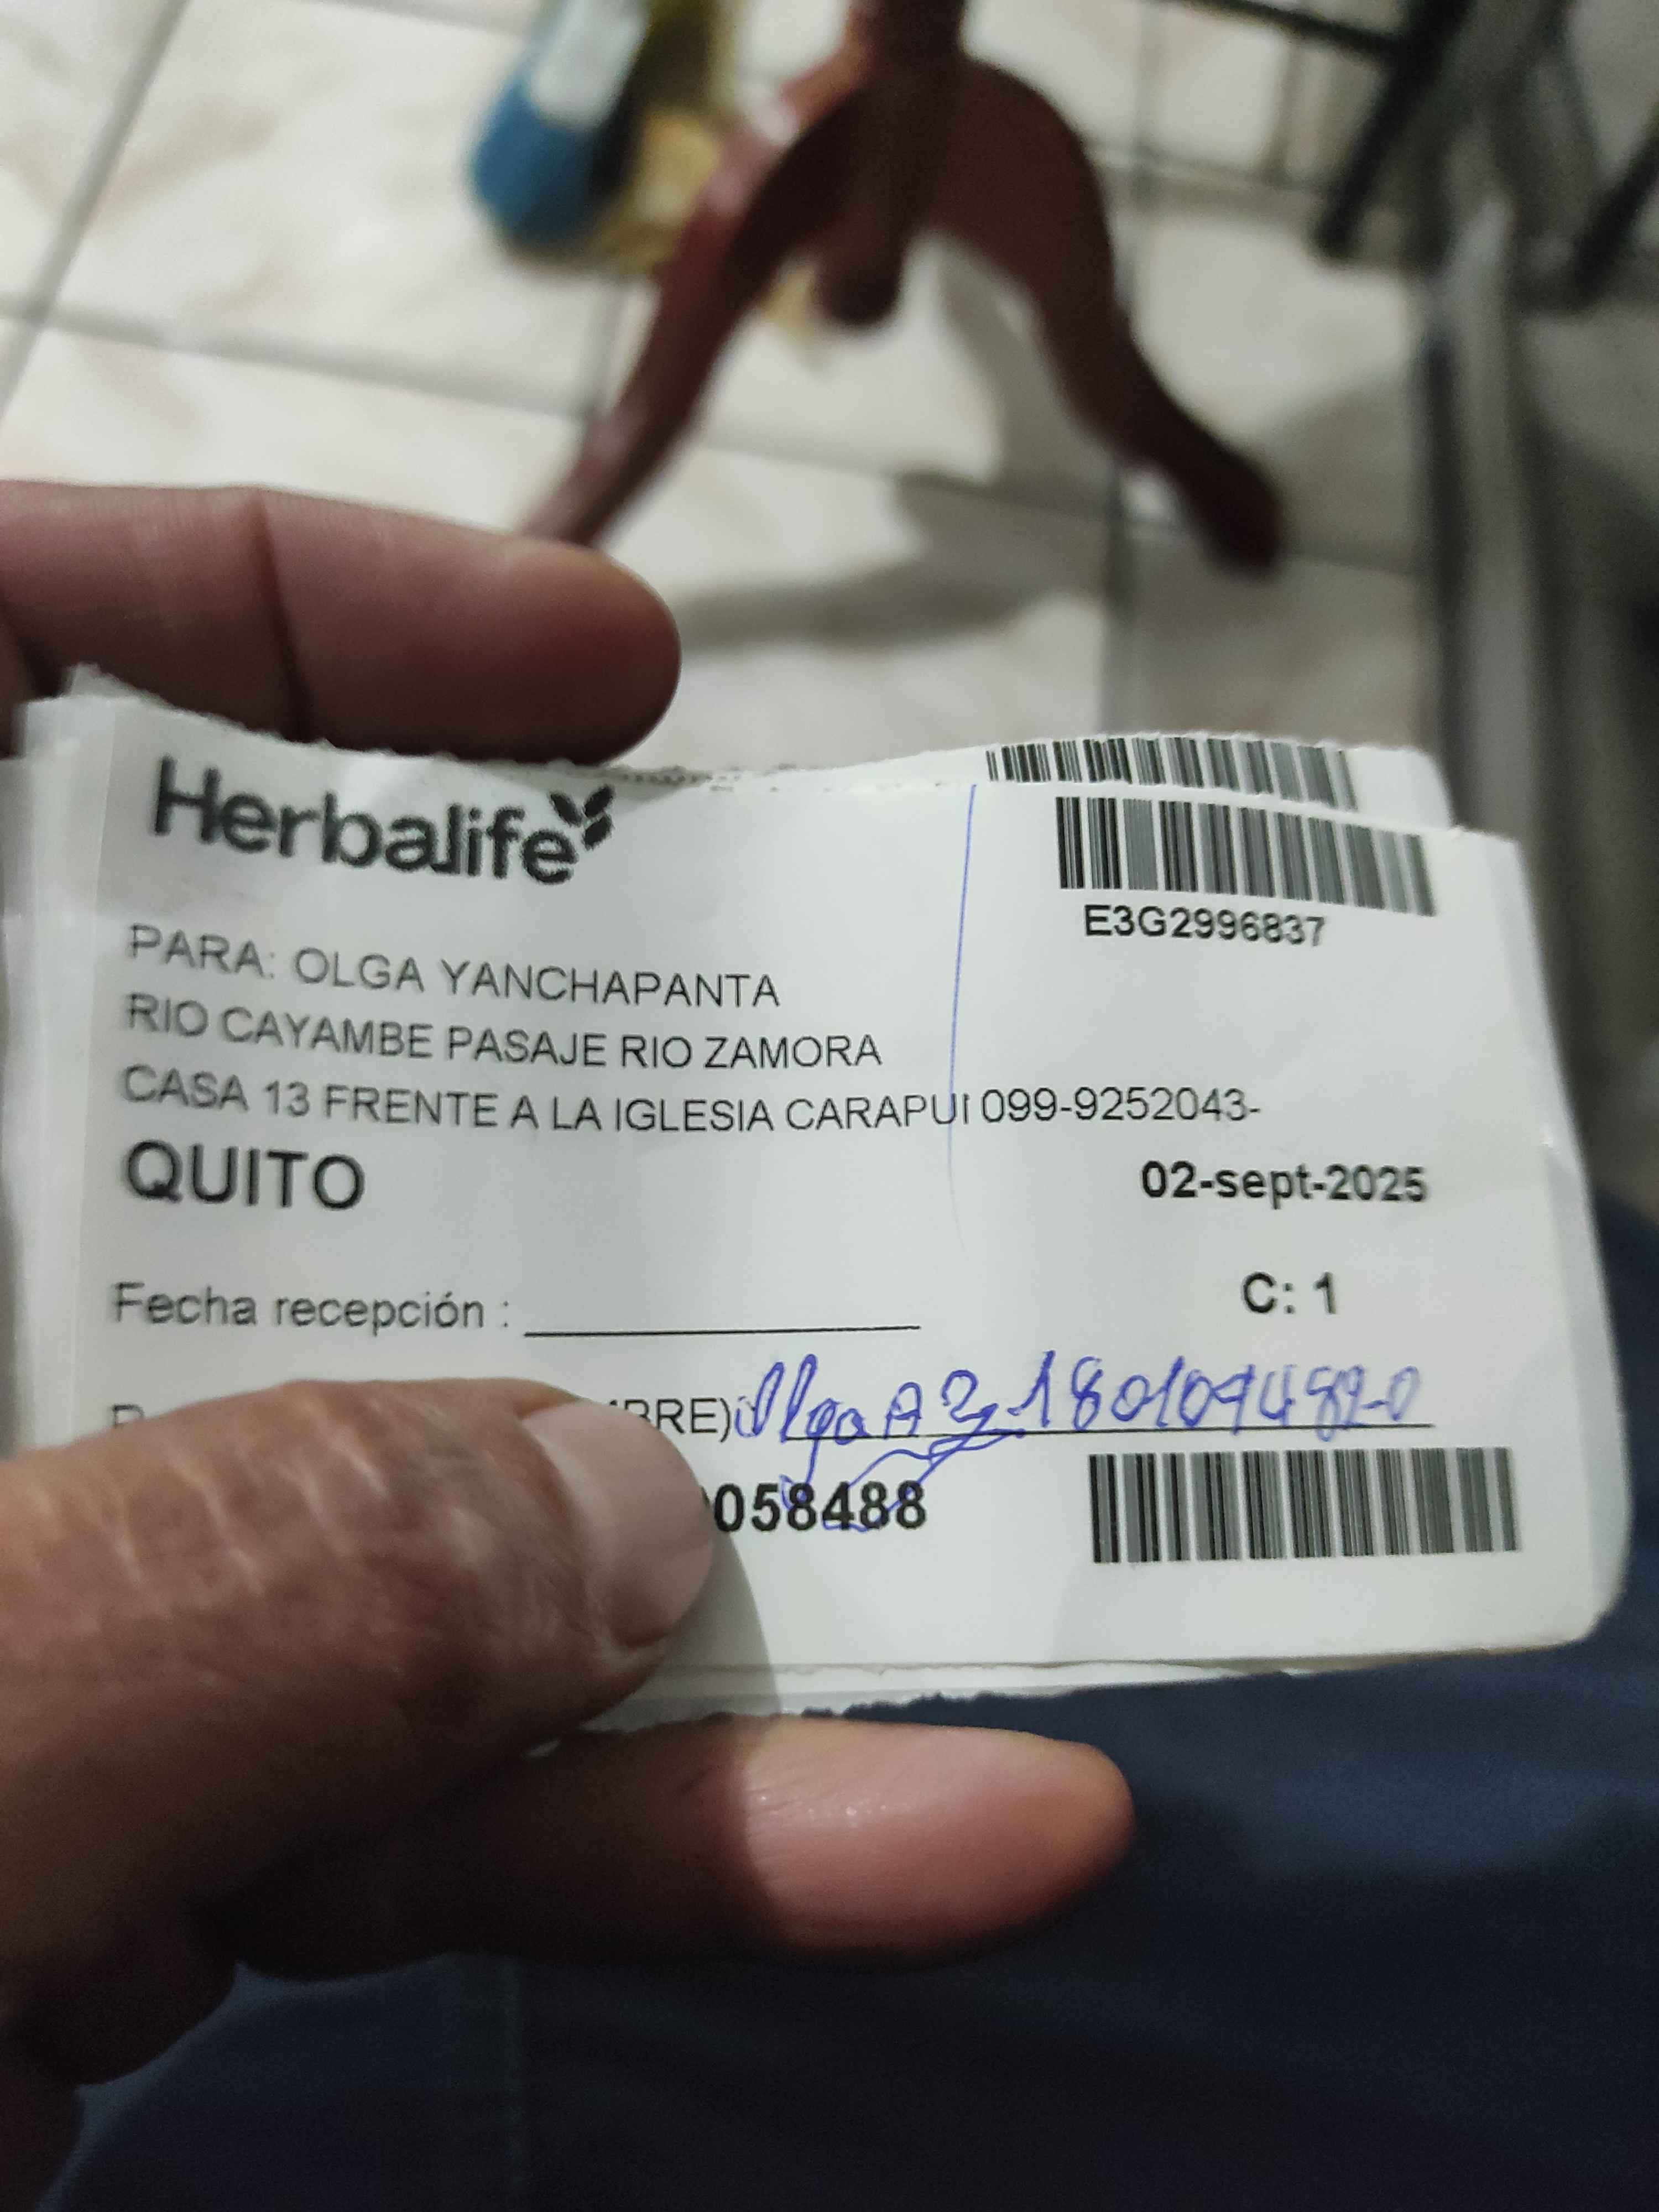 Herbalife
E3G2996837
PARA: OLGA YANCHAPANTA
RIO CAYAMBE PASAJE RIO ZAMORA
CASA 13 FRENTE A LA IGLESIA CARAPUI 099-9252043-
QUITO
02-sept-2025
Fecha recepción :
C: 1
BRE)
058488